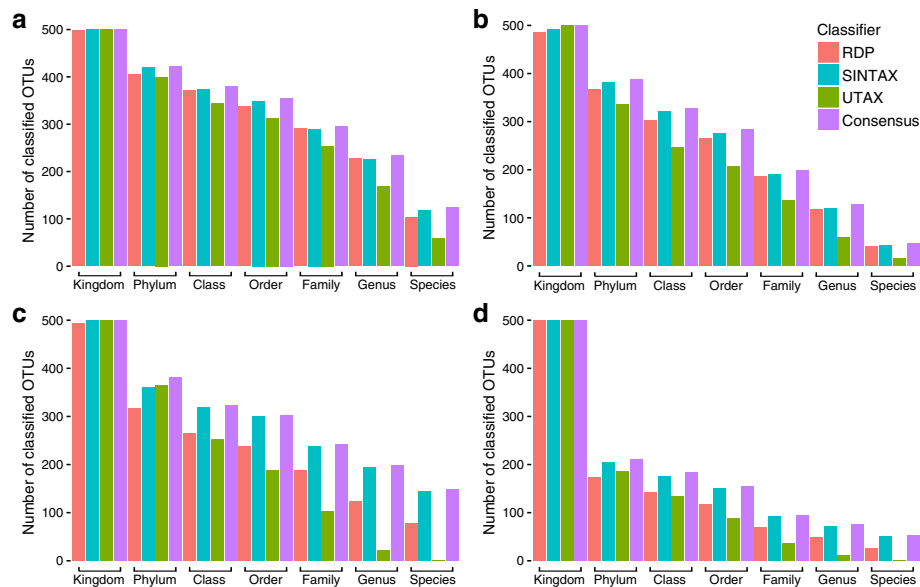 a
Number of classified OTUs
500
400
300
200
100
0
Kingdom Phylum Class Order Family Genus Species
b
Number of classified OTUs
500
400
300
200
100
0
Kingdom Phylum Class Order Family Genus Species
Classifier
RDP
SINTAX
UTAX
Consensus
c
Number of classified OTUs
500
400
300
200
100
0
Kingdom Phylum Class Order Family Genus Species
d
Number of classified OTUs
500
400
300
200
100
0
Kingdom Phylum Class Order Family Genus Species